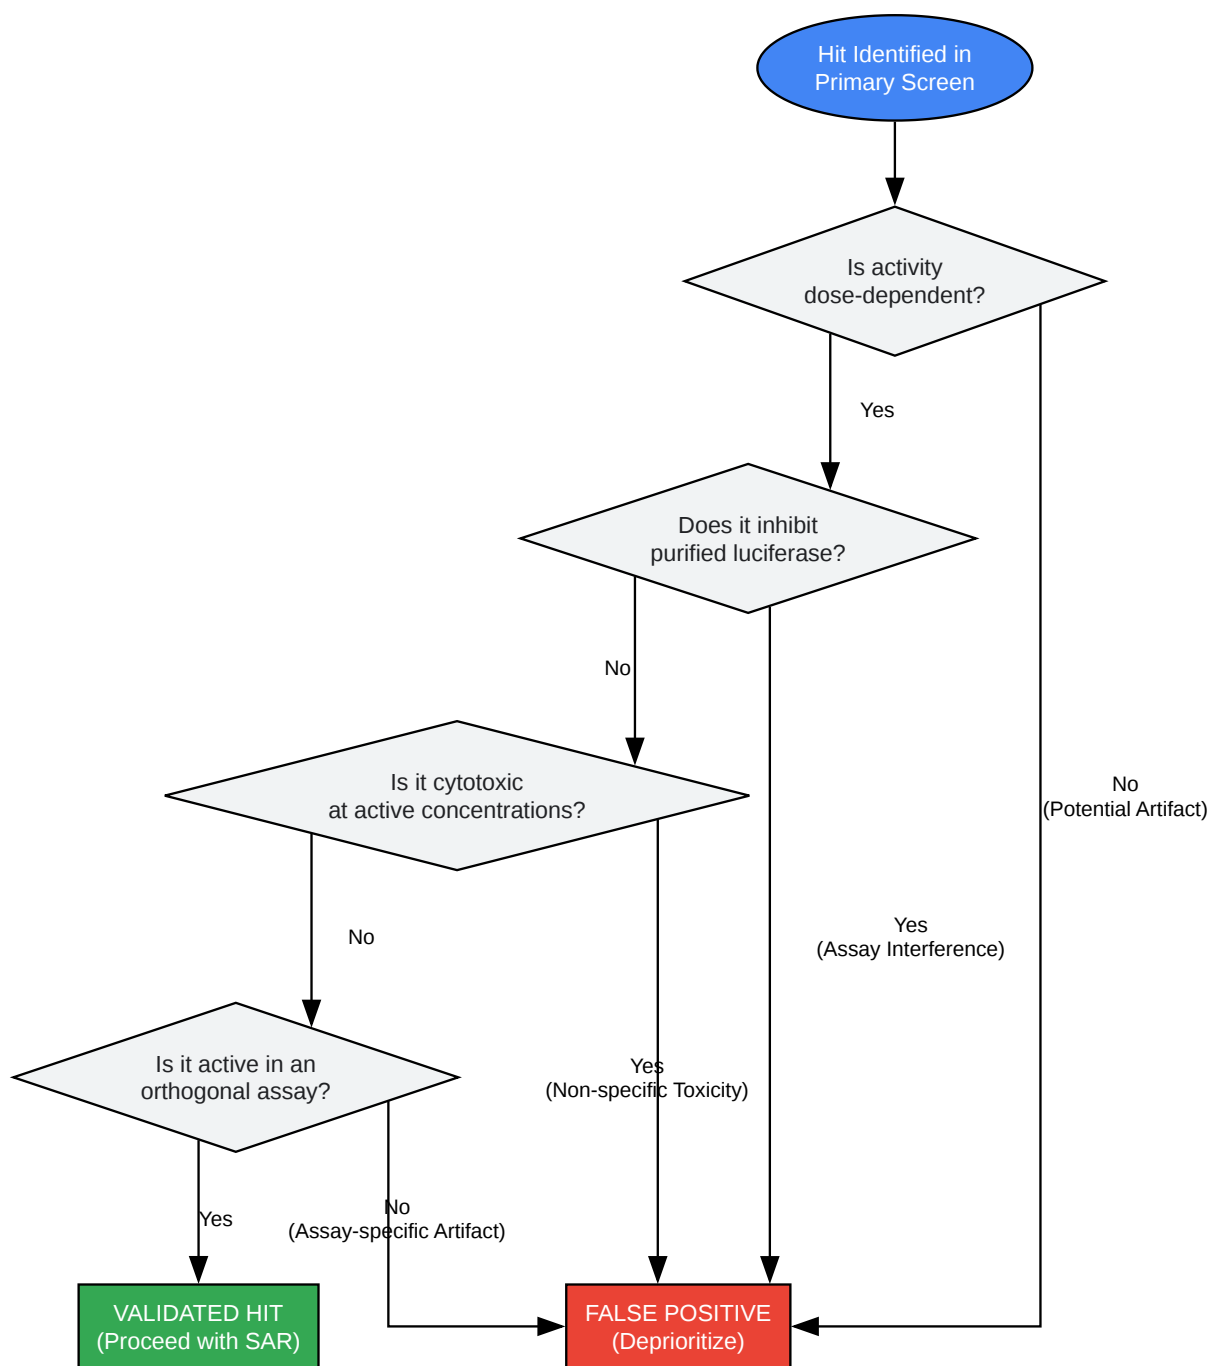 Hit Identified in
Primary Screen
Is activity
dose-dependent?
Yes
Does it inhibit
purified luciferase?
No
Is it cytotoxic
at active concentrations?
No
(Potential Artifact)
Yes
(Assay Interference)
No
Is it active in an
orthogonal assay?
Yes
(Non-specific Toxicity)
No
(Assay-specific Artifact)
Yes
VALIDATED HIT
(Proceed with SAR)
FALSE POSITIVE
(Deprioritize)